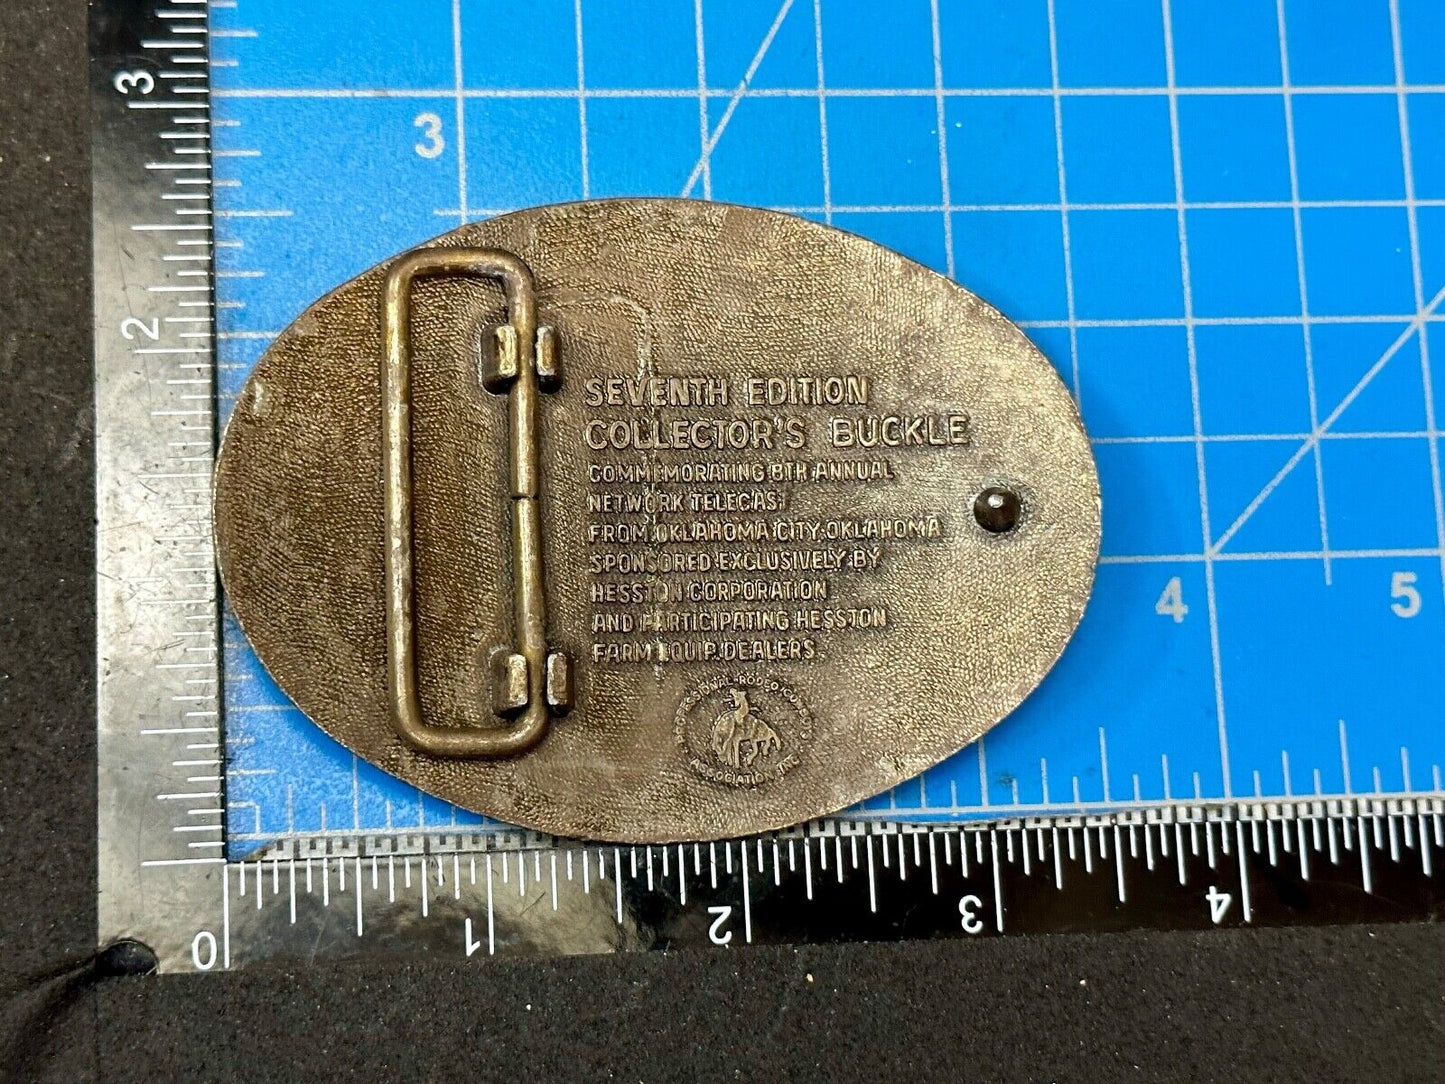 3
3
2
SEVENTH EDITION
COLLECTOR'S BUCKLE
COMMEMORATING 8TH ANNUAL
NETWORK TELECAST
FROM OKLAHOMA CITY, OKLAHOMA
SPONSORED EXCLUSIVELY BY
HESSTON CORPORATION
AND PARTICIPATING HESSTON
FARM EQUIP. DEALERS.
PROFESSIONAL RODEO COWBOYS
ASSOCIATION, INC.
4 5
0 1 2 3 4